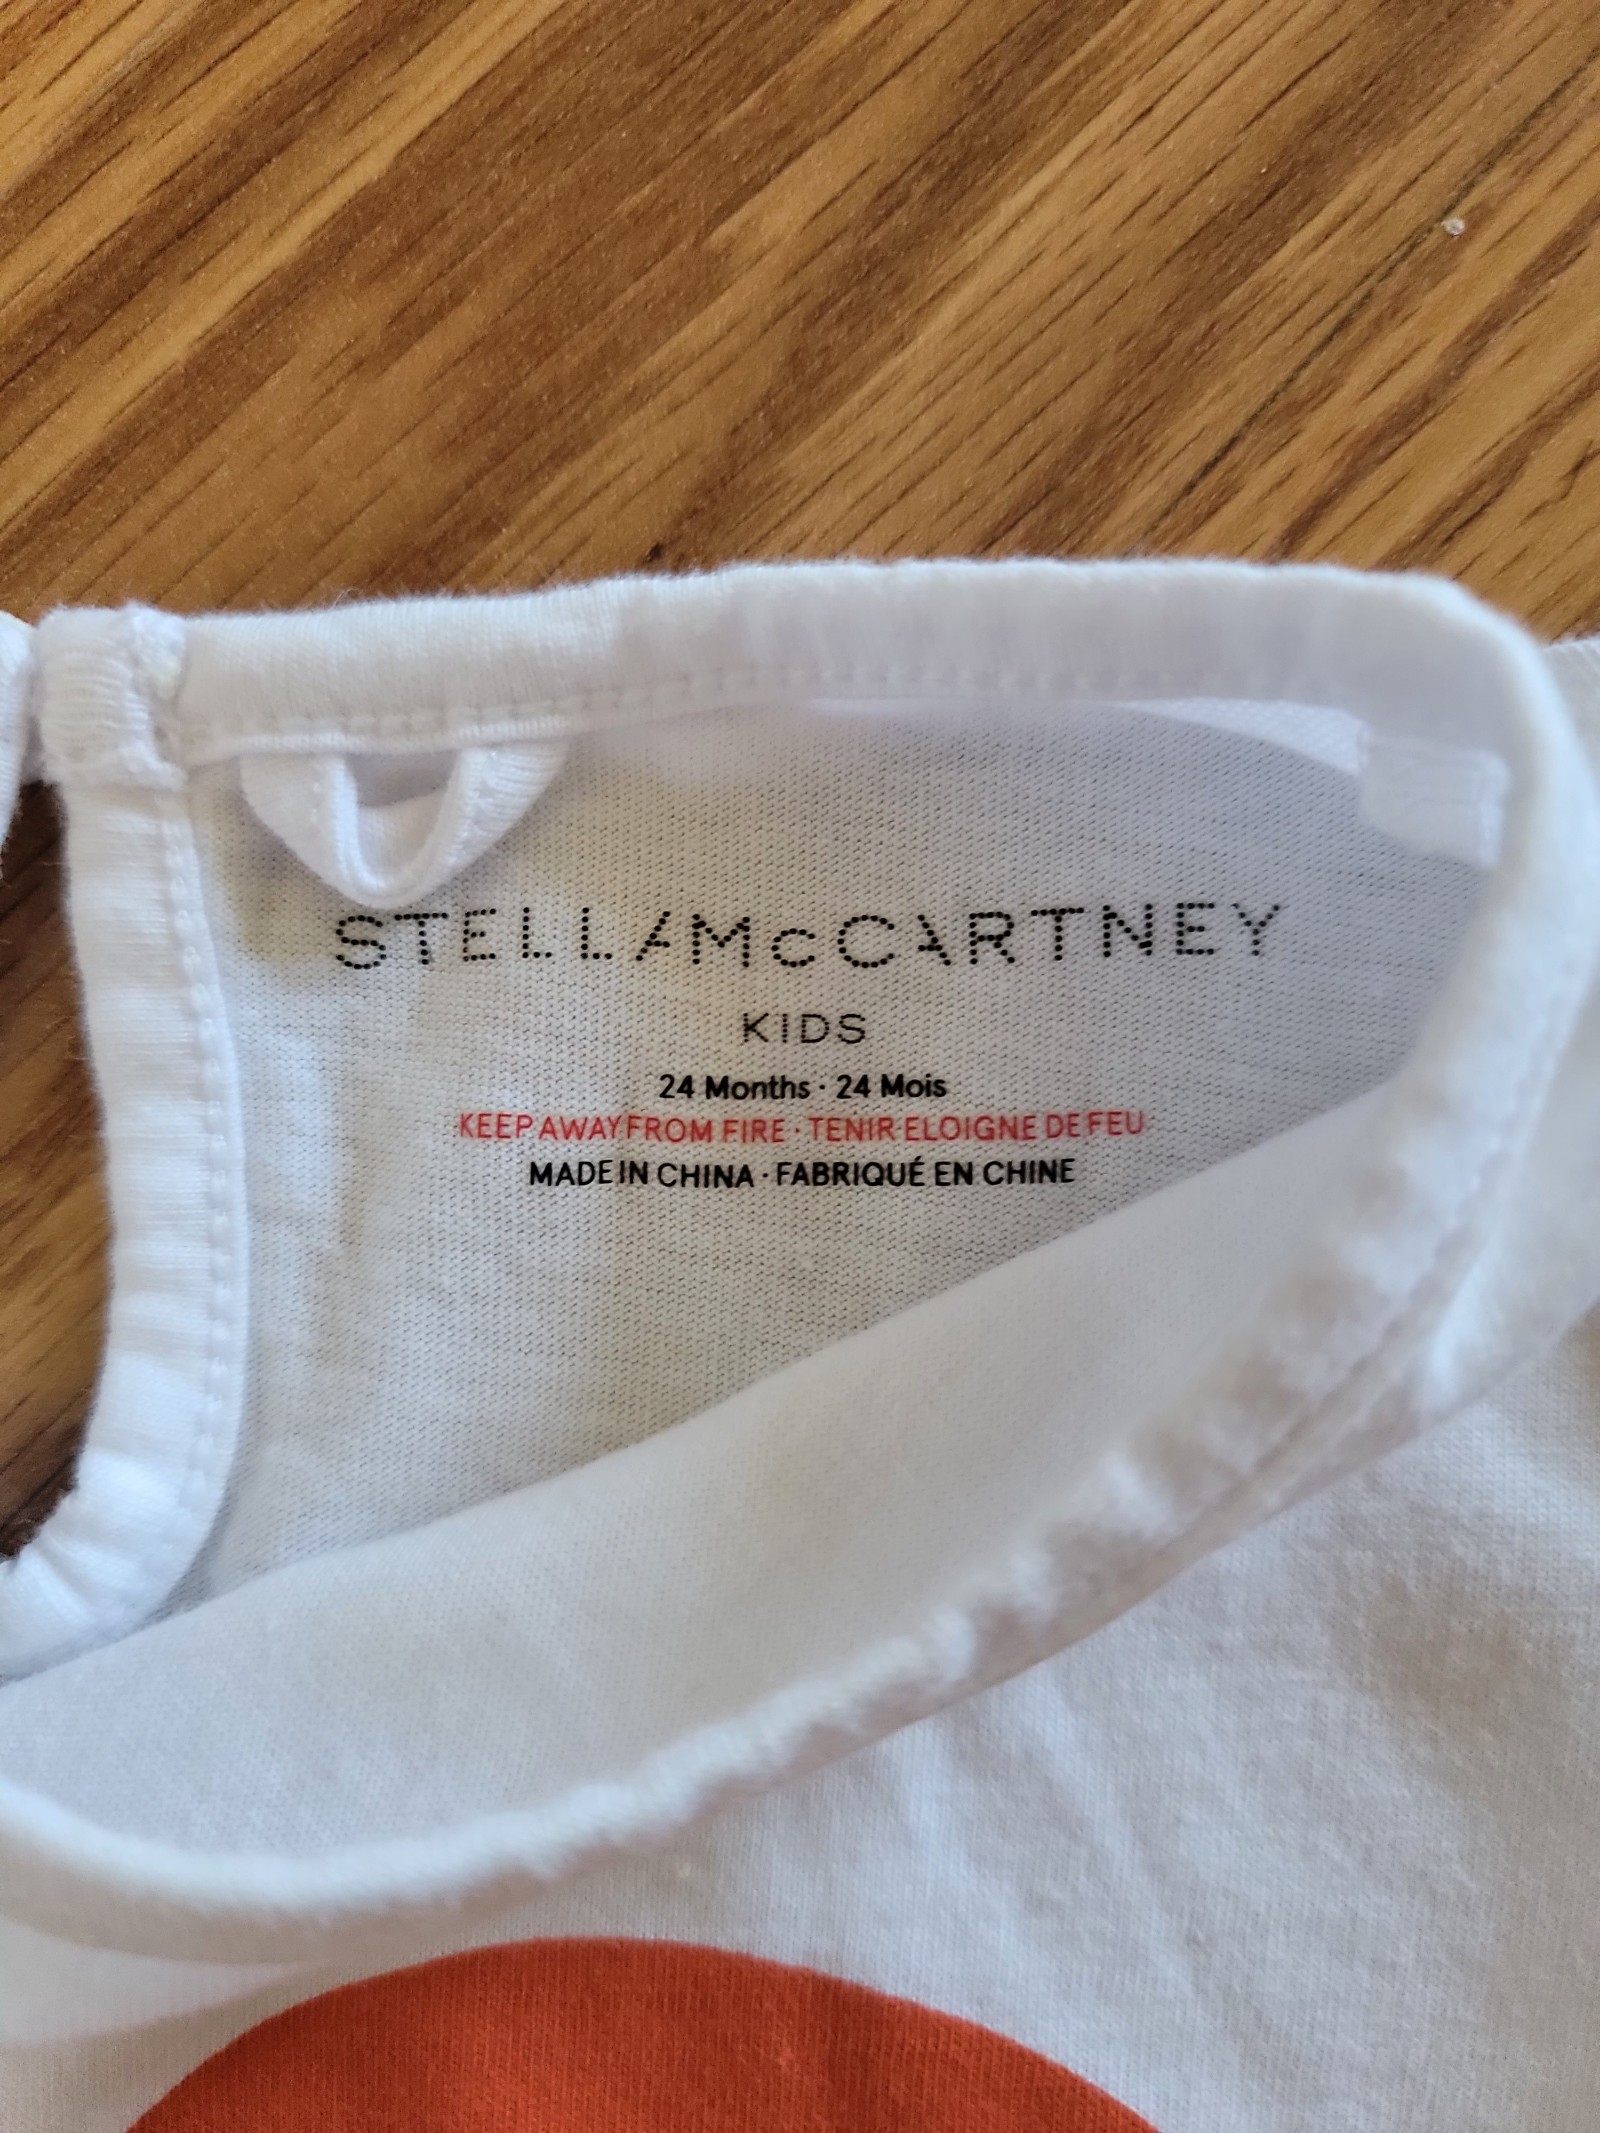 STELLAMcCARTNEY
KIDS
24 Months · 24 Mois
KEEP AWAY FROM FIRE · TENIR ELOIGNE DE FEU
MADE IN CHINA · FABRIQUÉ EN CHINE